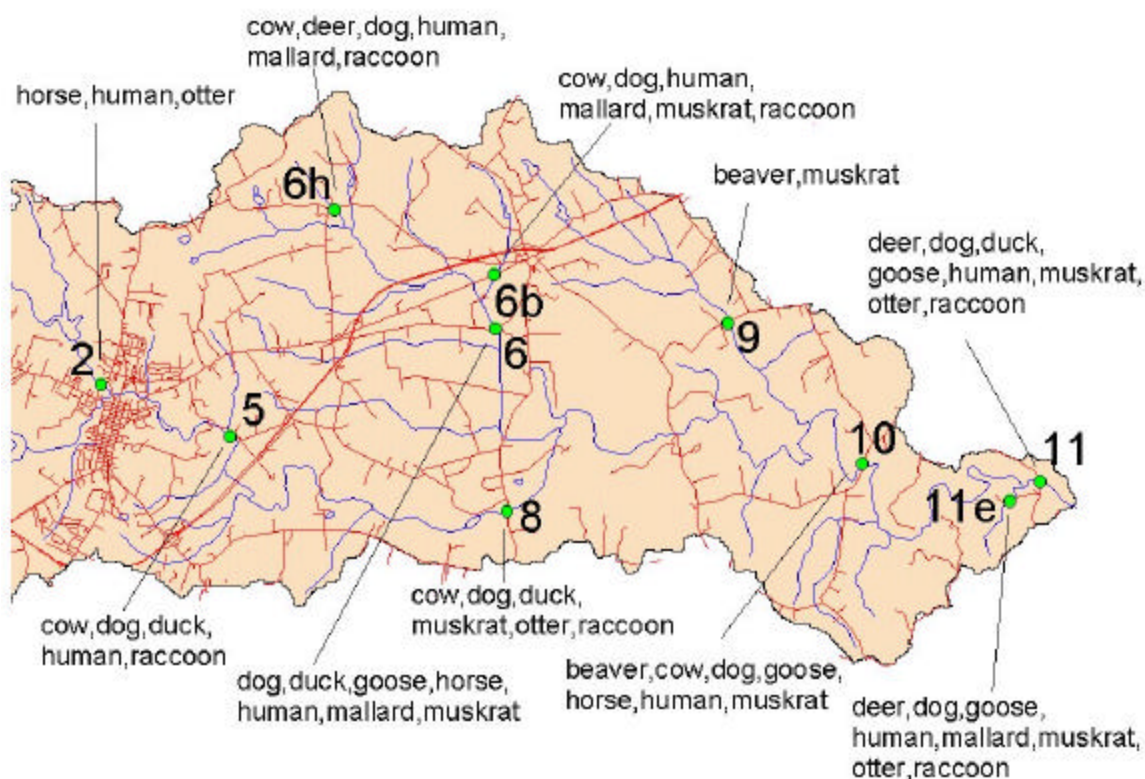 cow,deer,dog,human,
mallard,raccoon
horse,human,otter
cow,dog,human,
mallard,muskrat,raccoon
beaver,muskrat
6h
deer,dog,duck,
goose,human,muskrat,
otter,raccoon
6b
6
9
2
5
10
11
11e
8
cow,dog,duck,
human,raccoon
cow,dog,duck,
muskrat,otter,raccoon
dog,duck,goose,horse,
human,mallard,muskrat
beaver,cow,dog,goose,
horse,human,muskrat
deer,dog,goose,
human,mallard,muskrat,
otter,raccoon